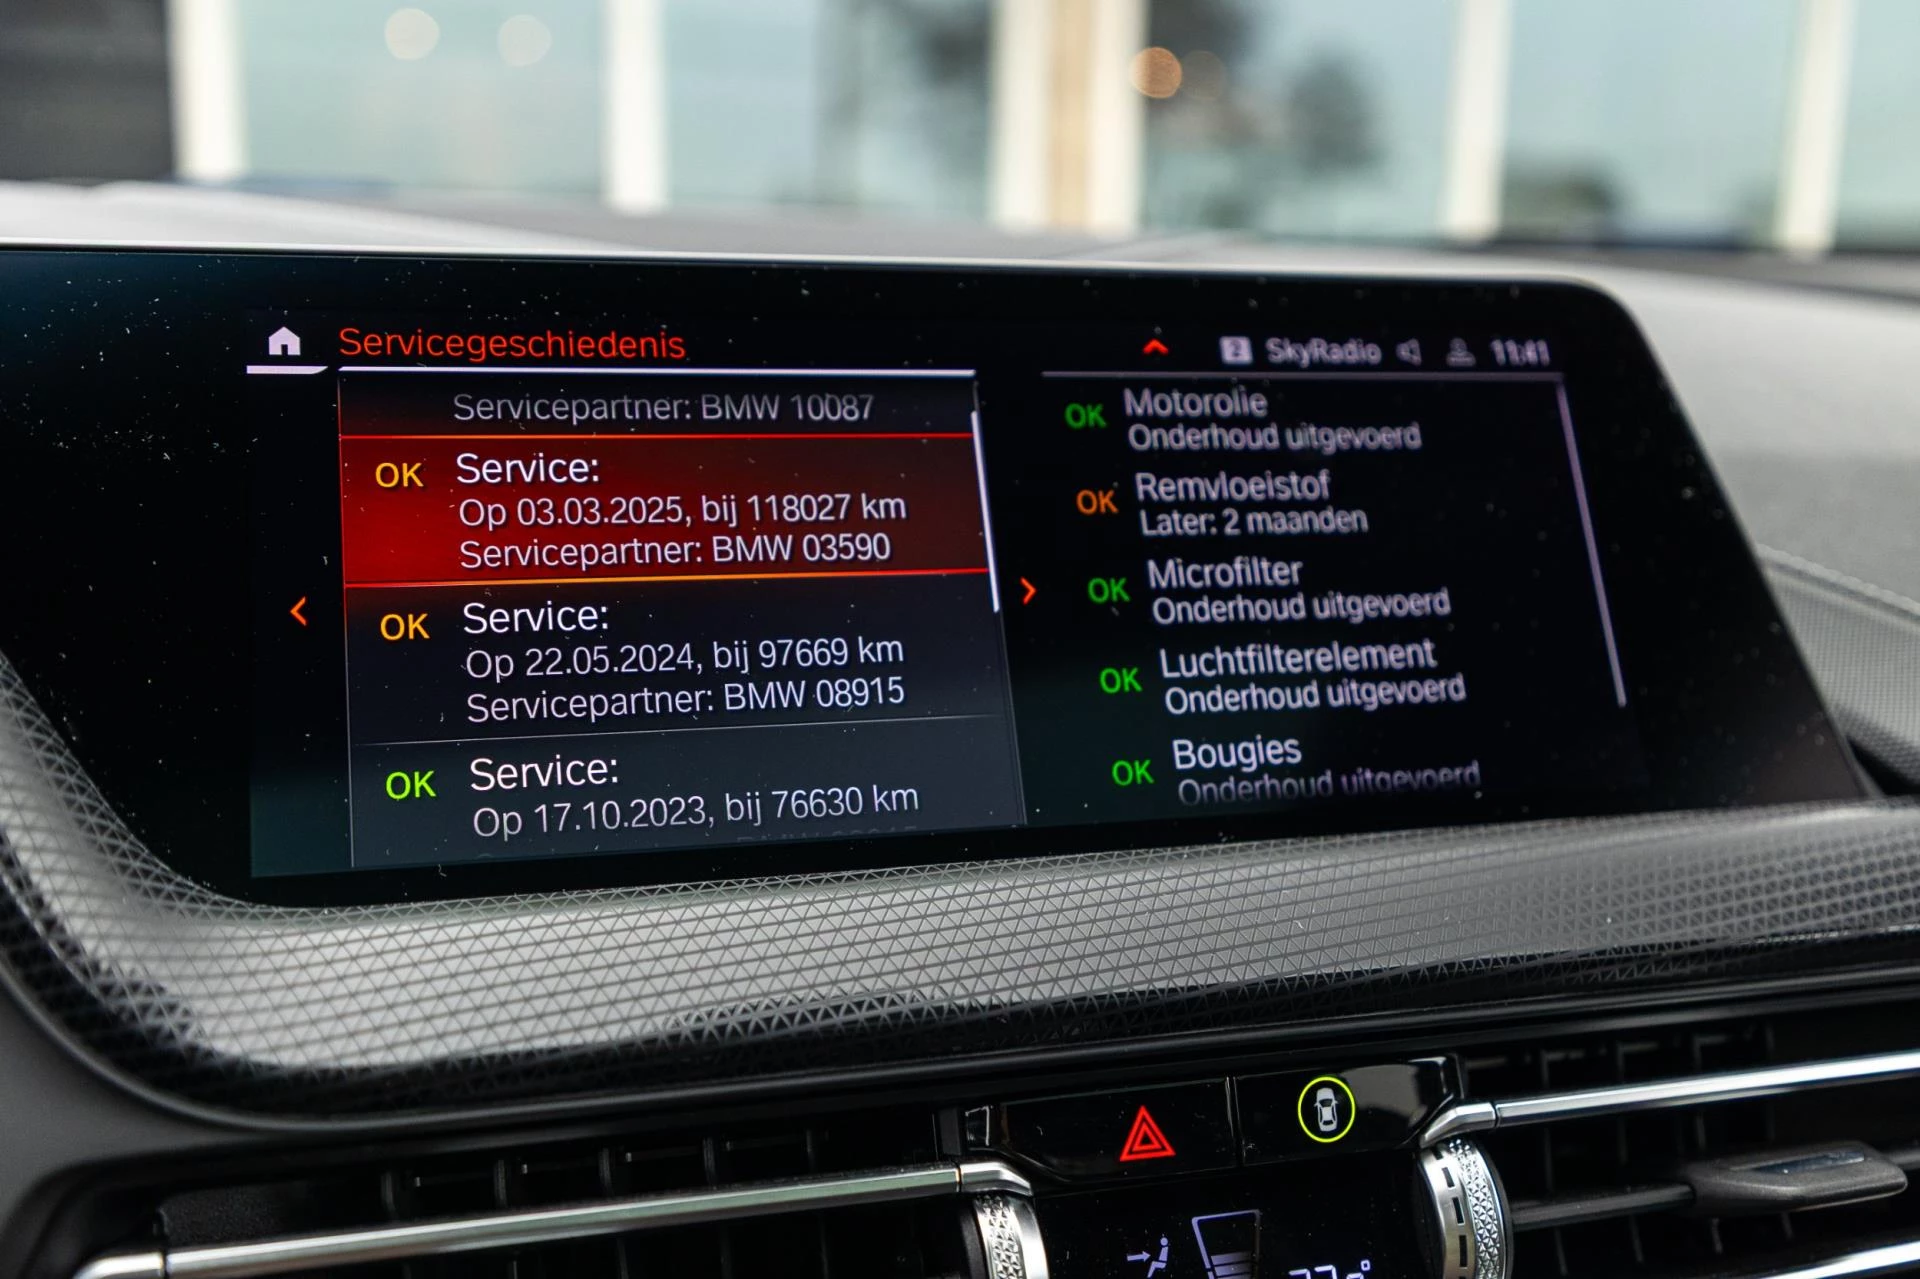 Servicegeschiedenis
2 SkyRadio 11:41
Servicepartner: BMW 10087
OK Service:
Op 03.03.2025, bij 118027 km
Servicepartner: BMW 03590
OK Service:
Op 22.05.2024, bij 97669 km
Servicepartner: BMW 08915
OK Service:
Op 17.10.2023, bij 76630 km
OK Motorolie
Onderhoud uitgevoerd
OK Remvloeistof
Later: 2 maanden
OK Microfilter
Onderhoud uitgevoerd
OK Luchtfilterelement
Onderhoud uitgevoerd
OK Bougies
Onderhoud uitgevoerd